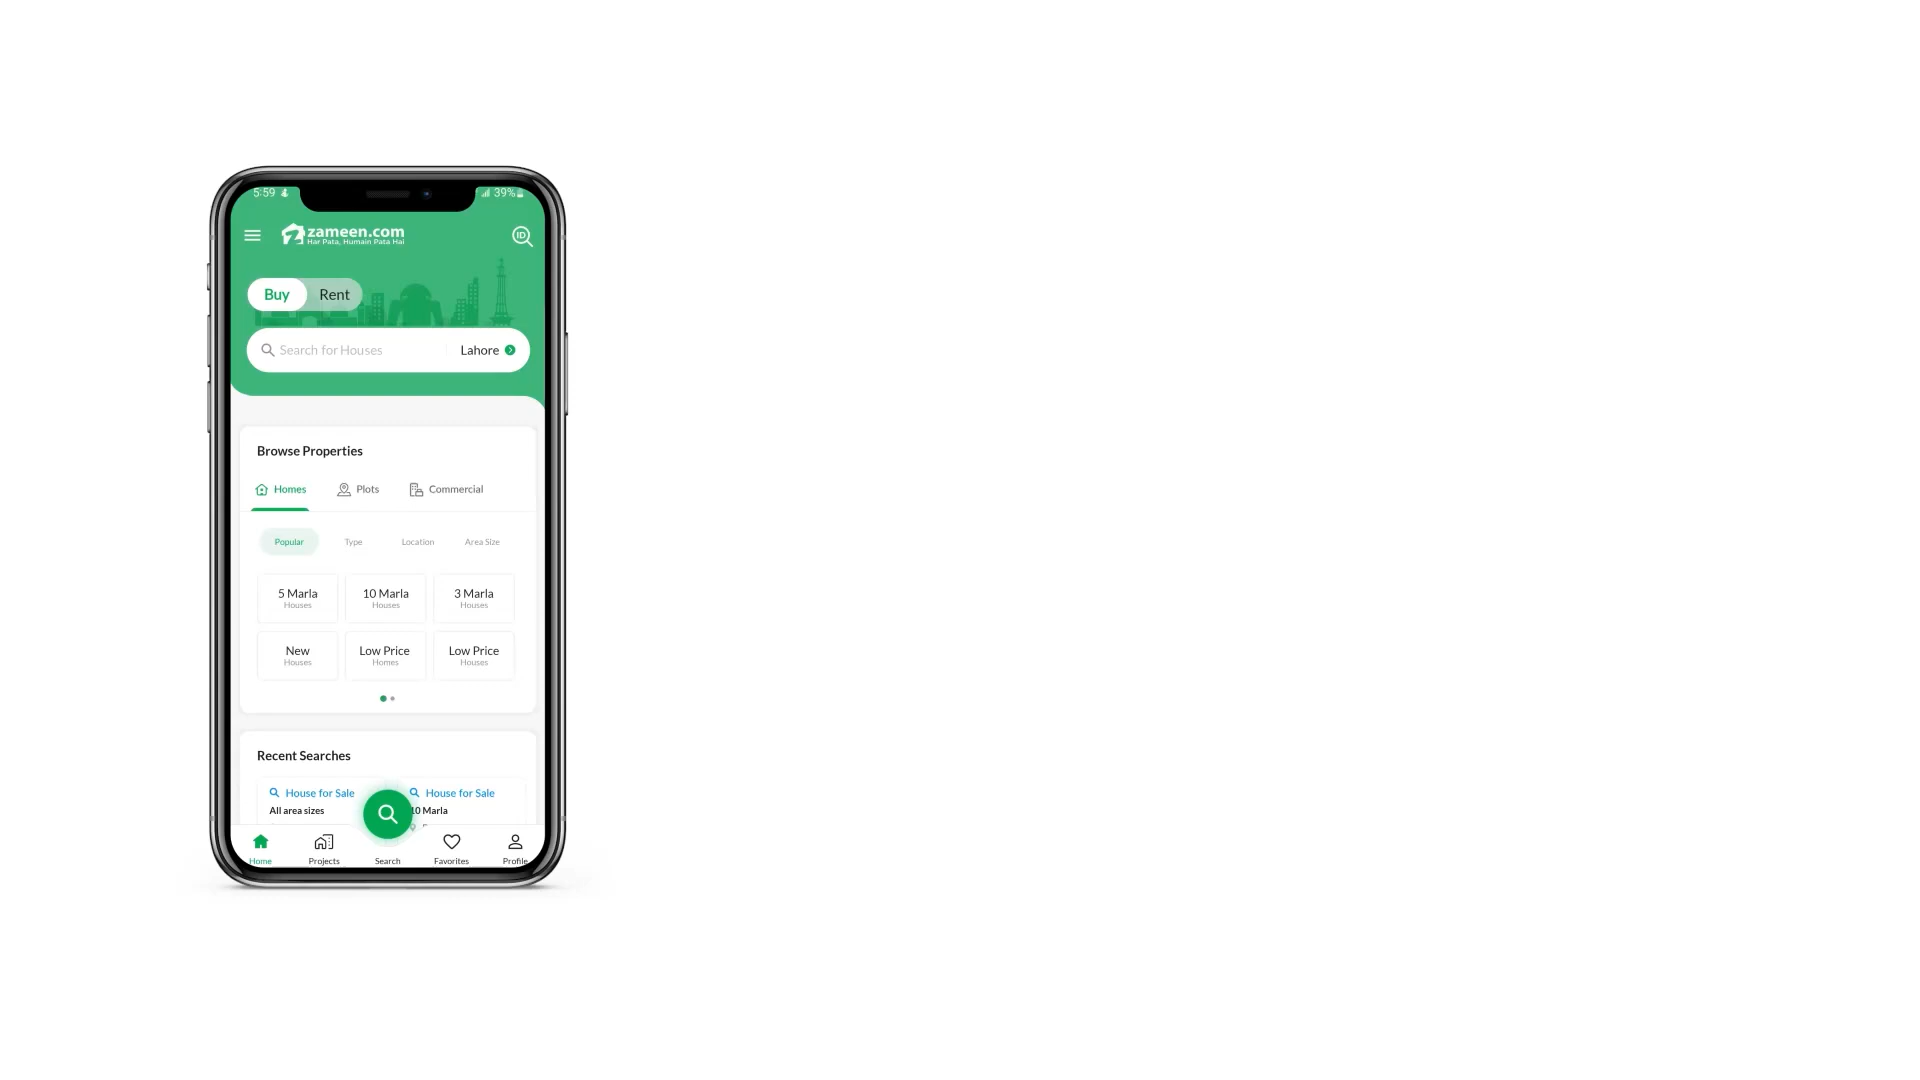 5:59
39%
zameen.com
Har Pata, Humain Pata Hai
ID
Buy
Rent
Search for Houses
Lahore
Browse Properties
Homes
Plots
Commercial
Popular
Type
Location
Area Size
5 Marla
Houses
10 Marla
Houses
3 Marla
Houses
New
Houses
Low Price
Homes
Low Price
Houses
Recent Searches
House for Sale
All area sizes
House for Sale
10 Marla
Home
Projects
Search
Favorites
Profile